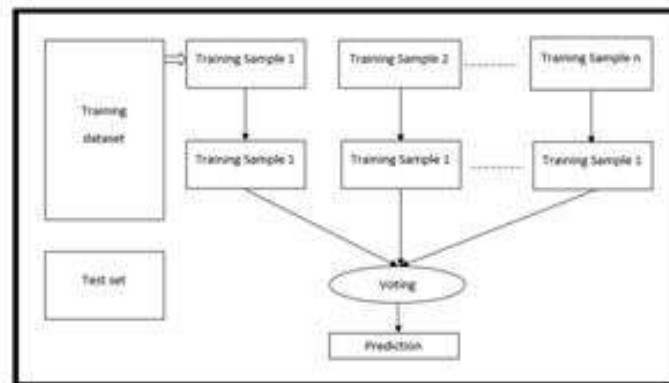 Training Sample 1
Training Sample 2
Training Sample n
Training
dataset
Training Sample 1
Training Sample 1
Training Sample 1
Test set
Voting
Prediction